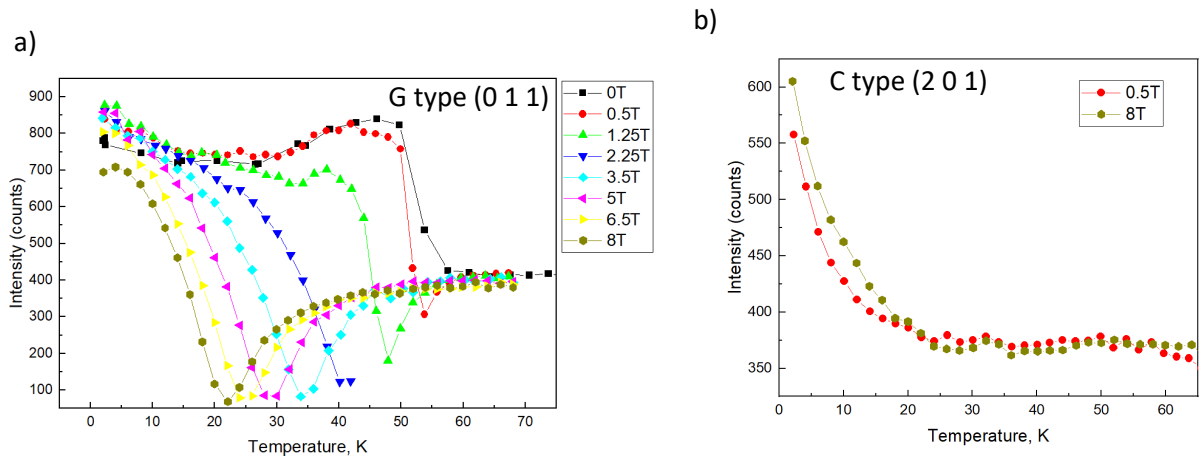 a)
G type (0 1 1)
0T
0.5T
1.25T
2.25T
3.5T
5T
6.5T
8T
900
800
700
600
500
400
300
200
100
Intensity (counts)
0 10 20 30 40 50 60 70
Temperature, K
b)
C type (2 0 1)
0.5T
8T
600
550
500
450
400
350
Intensity (counts)
0 10 20 30 40 50 60
Temperature, K